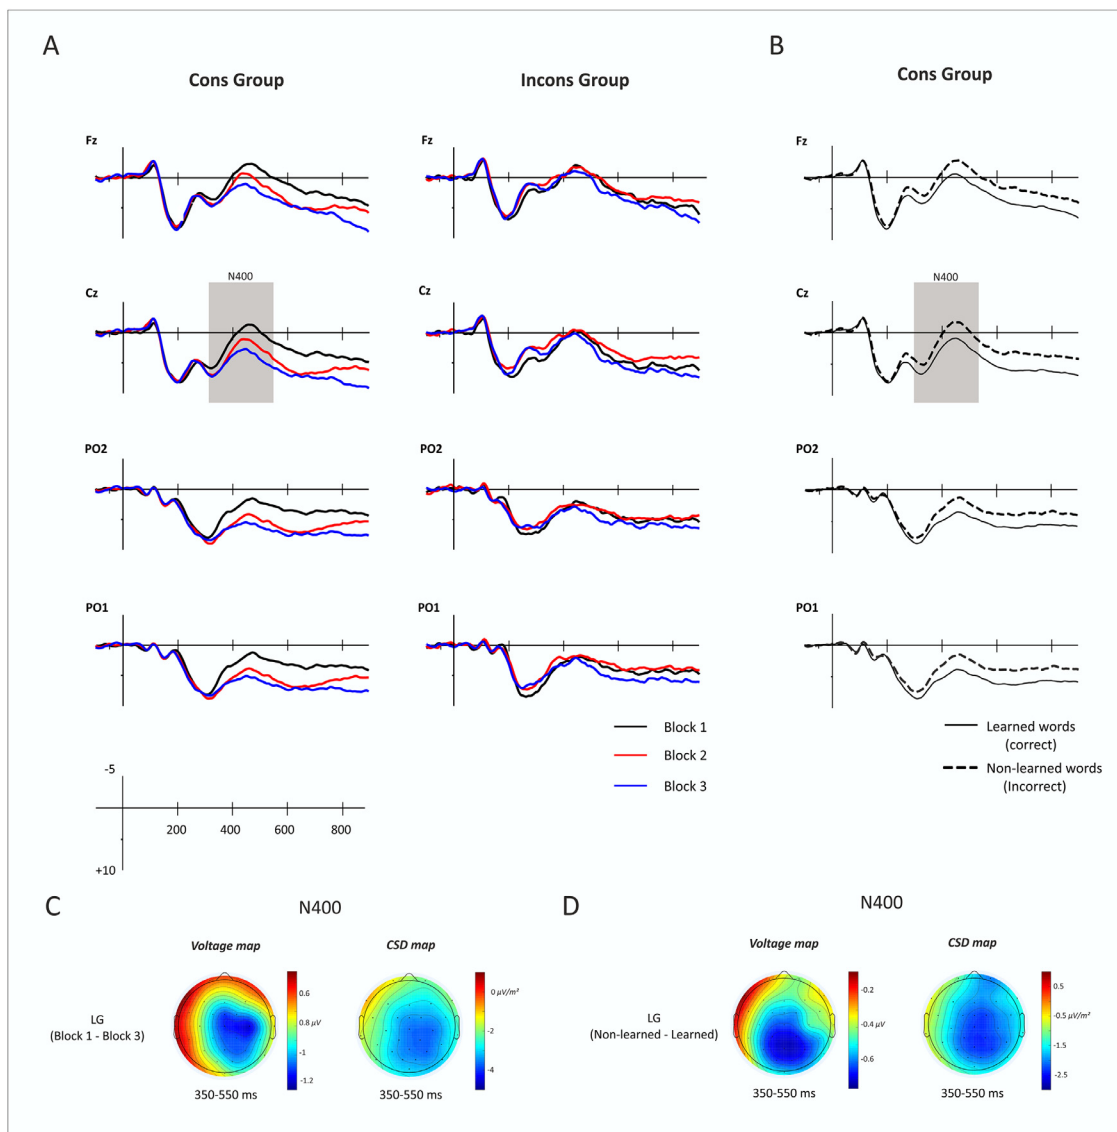 A
Cons Group
Incons Group
B
Cons Group
Fz
Fz
Fz
N400
N400
Cz
Cz
Cz
PO2
PO2
PO2
PO1
PO1
PO1
Block 1
Block 2
Block 3
Learned words
(correct)
Non-learned words
(Incorrect)
-5
200 400 600 800
+10
C
N400
D
N400
Voltage map
CSD map
Voltage map
CSD map
LG
(Block 1 - Block 3)
0.6
0.8 µV
-1
-1.2
0 µV/m²
-2
-4
350-550 ms
350-550 ms
LG
(Non-learned - Learned)
-0.2
-0.4 µV
-0.6
0.5
-0.5 µV/m²
-1.5
-2.5
350-550 ms
350-550 ms